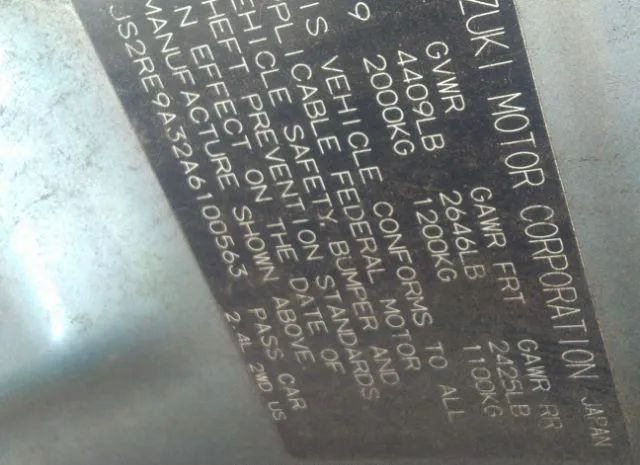 ZUKI MOTOR CORPORATION JAPAN
GVWR GAWR FRT GAWR RR
4409LB 2646LB 2425LB
2000KG 1200KG 1100KG
9
IS VEHICLE CONFORMS TO ALL
PPLICABLE FEDERAL MOTOR
EHICLE SAFETY, BUMPER AND
HEFT PREVENTION STANDARDS
IN EFFECT ON THE DATE OF
MANUFACTURE SHOWN ABOVE.
JS2RE9A32A6100563 PASS CAR
2.4L 2WD US